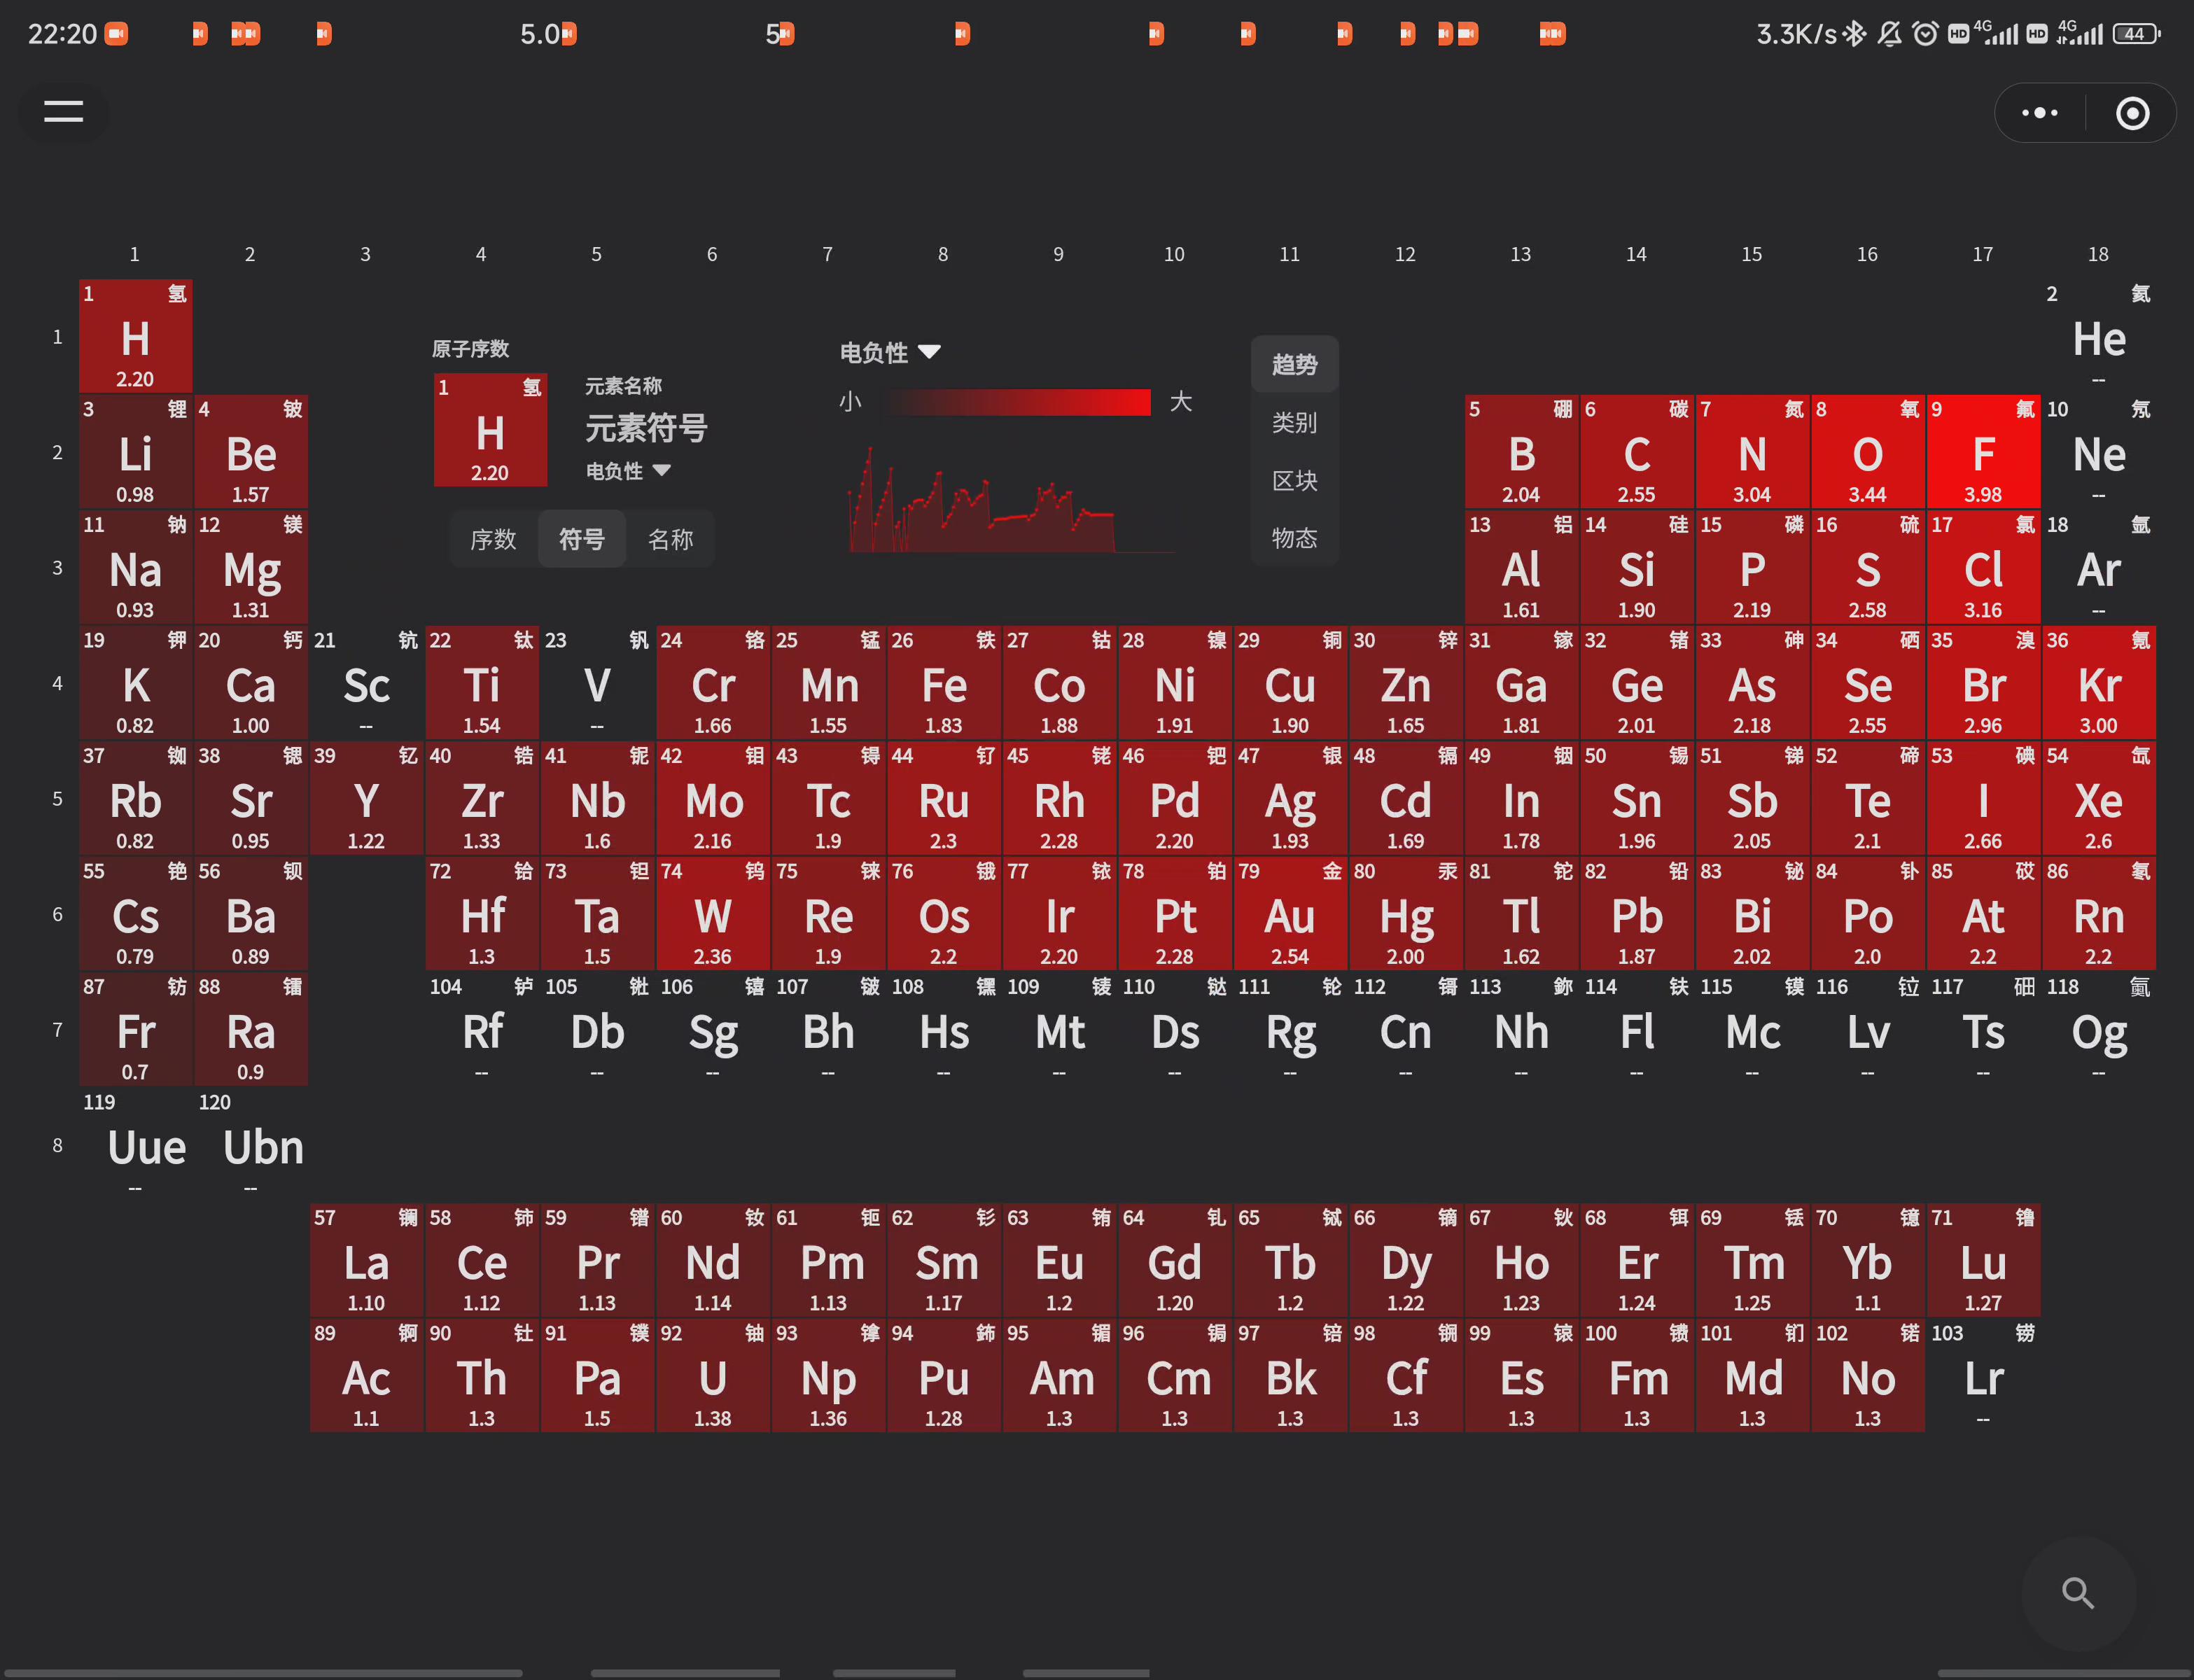 22:20 5.0 5 3.3K/s HD 4G HD 4G 44
1 2 3 4 5 6 7 8 9 10 11 12 13 14 15 16 17 18
1
1 氢 H 2.20
2 氦 He --
原子序数
1 氢 H 2.20
元素名称
元素符号
电负性
序数 符号 名称
电负性
小 大
趋势
类别
区块
物态
2
3 锂 Li 0.98
4 铍 Be 1.57
5 硼 B 2.04
6 碳 C 2.55
7 氮 N 3.04
8 氧 O 3.44
9 氟 F 3.98
10 氖 Ne --
3
11 钠 Na 0.93
12 镁 Mg 1.31
13 铝 Al 1.61
14 硅 Si 1.90
15 磷 P 2.19
16 硫 S 2.58
17 氯 Cl 3.16
18 氩 Ar --
4
19 钾 K 0.82
20 钙 Ca 1.00
21 钪 Sc --
22 钛 Ti 1.54
23 钒 V --
24 铬 Cr 1.66
25 锰 Mn 1.55
26 铁 Fe 1.83
27 钴 Co 1.88
28 镍 Ni 1.91
29 铜 Cu 1.90
30 锌 Zn 1.65
31 镓 Ga 1.81
32 锗 Ge 2.01
33 砷 As 2.18
34 硒 Se 2.55
35 溴 Br 2.96
36 氪 Kr 3.00
5
37 铷 Rb 0.82
38 锶 Sr 0.95
39 钇 Y 1.22
40 锆 Zr 1.33
41 铌 Nb 1.6
42 钼 Mo 2.16
43 锝 Tc 1.9
44 钌 Ru 2.3
45 铑 Rh 2.28
46 钯 Pd 2.20
47 银 Ag 1.93
48 镉 Cd 1.69
49 铟 In 1.78
50 锡 Sn 1.96
51 锑 Sb 2.05
52 碲 Te 2.1
53 碘 I 2.66
54 氙 Xe 2.6
6
55 铯 Cs 0.79
56 钡 Ba 0.89
72 铪 Hf 1.3
73 钽 Ta 1.5
74 钨 W 2.36
75 铼 Re 1.9
76 锇 Os 2.2
77 铱 Ir 2.20
78 铂 Pt 2.28
79 金 Au 2.54
80 汞 Hg 2.00
81 铊 Tl 1.62
82 铅 Pb 1.87
83 铋 Bi 2.02
84 钋 Po 2.0
85 砹 At 2.2
86 氡 Rn 2.2
7
87 钫 Fr 0.7
88 镭 Ra 0.9
104 𬬻 Rf --
105 𬭊 Db --
106 𬭳 Sg --
107 𬭛 Bh --
108 𬭶 Hs --
109 鿏 Mt --
110 𫟼 Ds --
111 𬬭 Rg --
112 鿔 Cn --
113 鿭 Nh --
114 𫓧 Fl --
115 镆 Mc --
116 𫟷 Lv --
117 鿬 Ts --
118 鿫 Og --
8
119 Uue --
120 Ubn --
57 镧 La 1.10
58 铈 Ce 1.12
59 镨 Pr 1.13
60 钕 Nd 1.14
61 钷 Pm 1.13
62 钐 Sm 1.17
63 铕 Eu 1.2
64 钆 Gd 1.20
65 铽 Tb 1.2
66 镝 Dy 1.22
67 钬 Ho 1.23
68 铒 Er 1.24
69 铥 Tm 1.25
70 镱 Yb 1.1
71 镥 Lu 1.27
89 锕 Ac 1.1
90 钍 Th 1.3
91 镤 Pa 1.5
92 铀 U 1.38
93 镎 Np 1.36
94 钚 Pu 1.28
95 镅 Am 1.3
96 锔 Cm 1.3
97 锫 Bk 1.3
98 锎 Cf 1.3
99 锿 Es 1.3
100 镄 Fm 1.3
101 钔 Md 1.3
102 锘 No 1.3
103 铹 Lr --